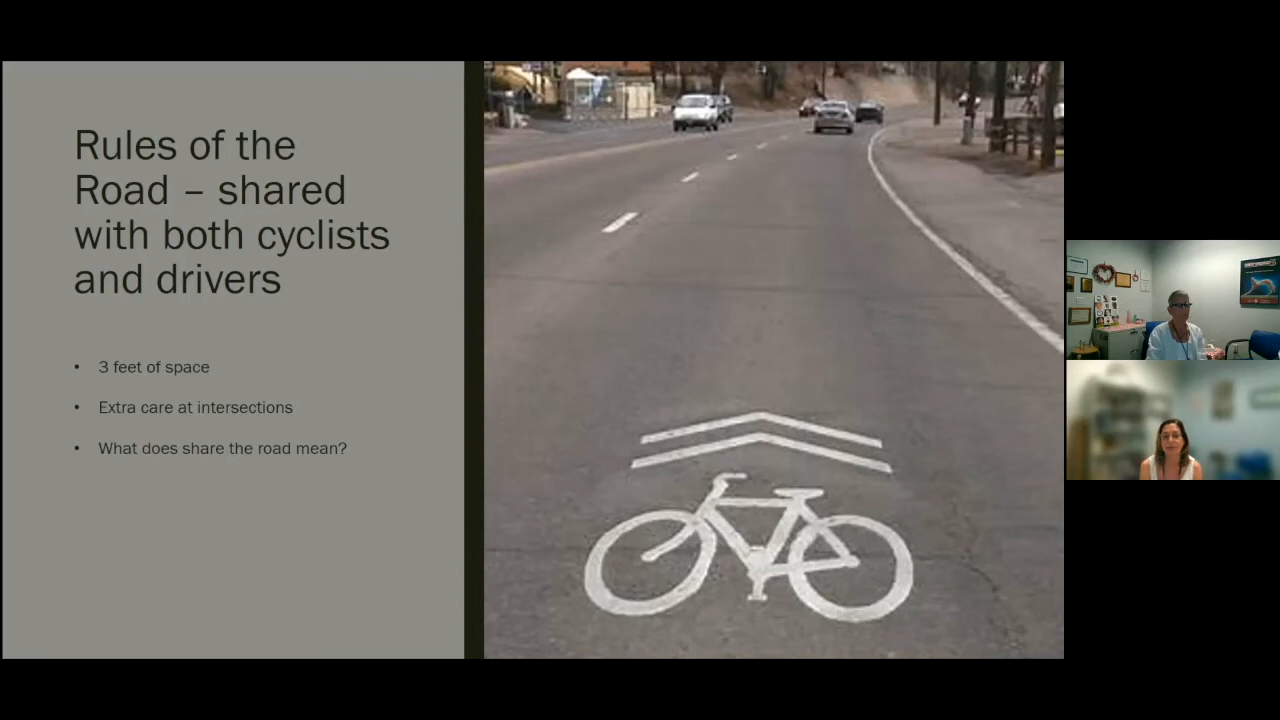 Rules of the
Road – shared
with both cyclists
and drivers
• 3 feet of space
• Extra care at intersections
• What does share the road mean?